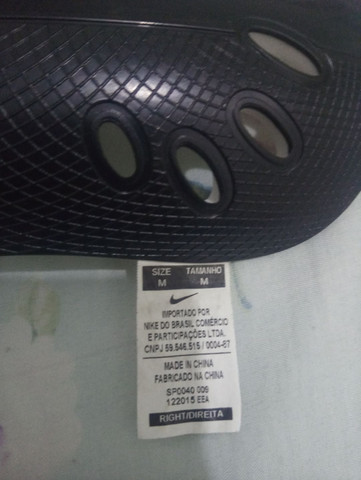 SIZE TAMANHO
M M
IMPORTADO POR
NIKE DO BRASIL COMÉRCIO
E PARTICIPAÇÕES LTDA.
CNPJ 59.546.515 / 0004-87
MADE IN CHINA
FABRICADO NA CHINA
SP0040 009
122015 EEA
RIGHT/DIREITA